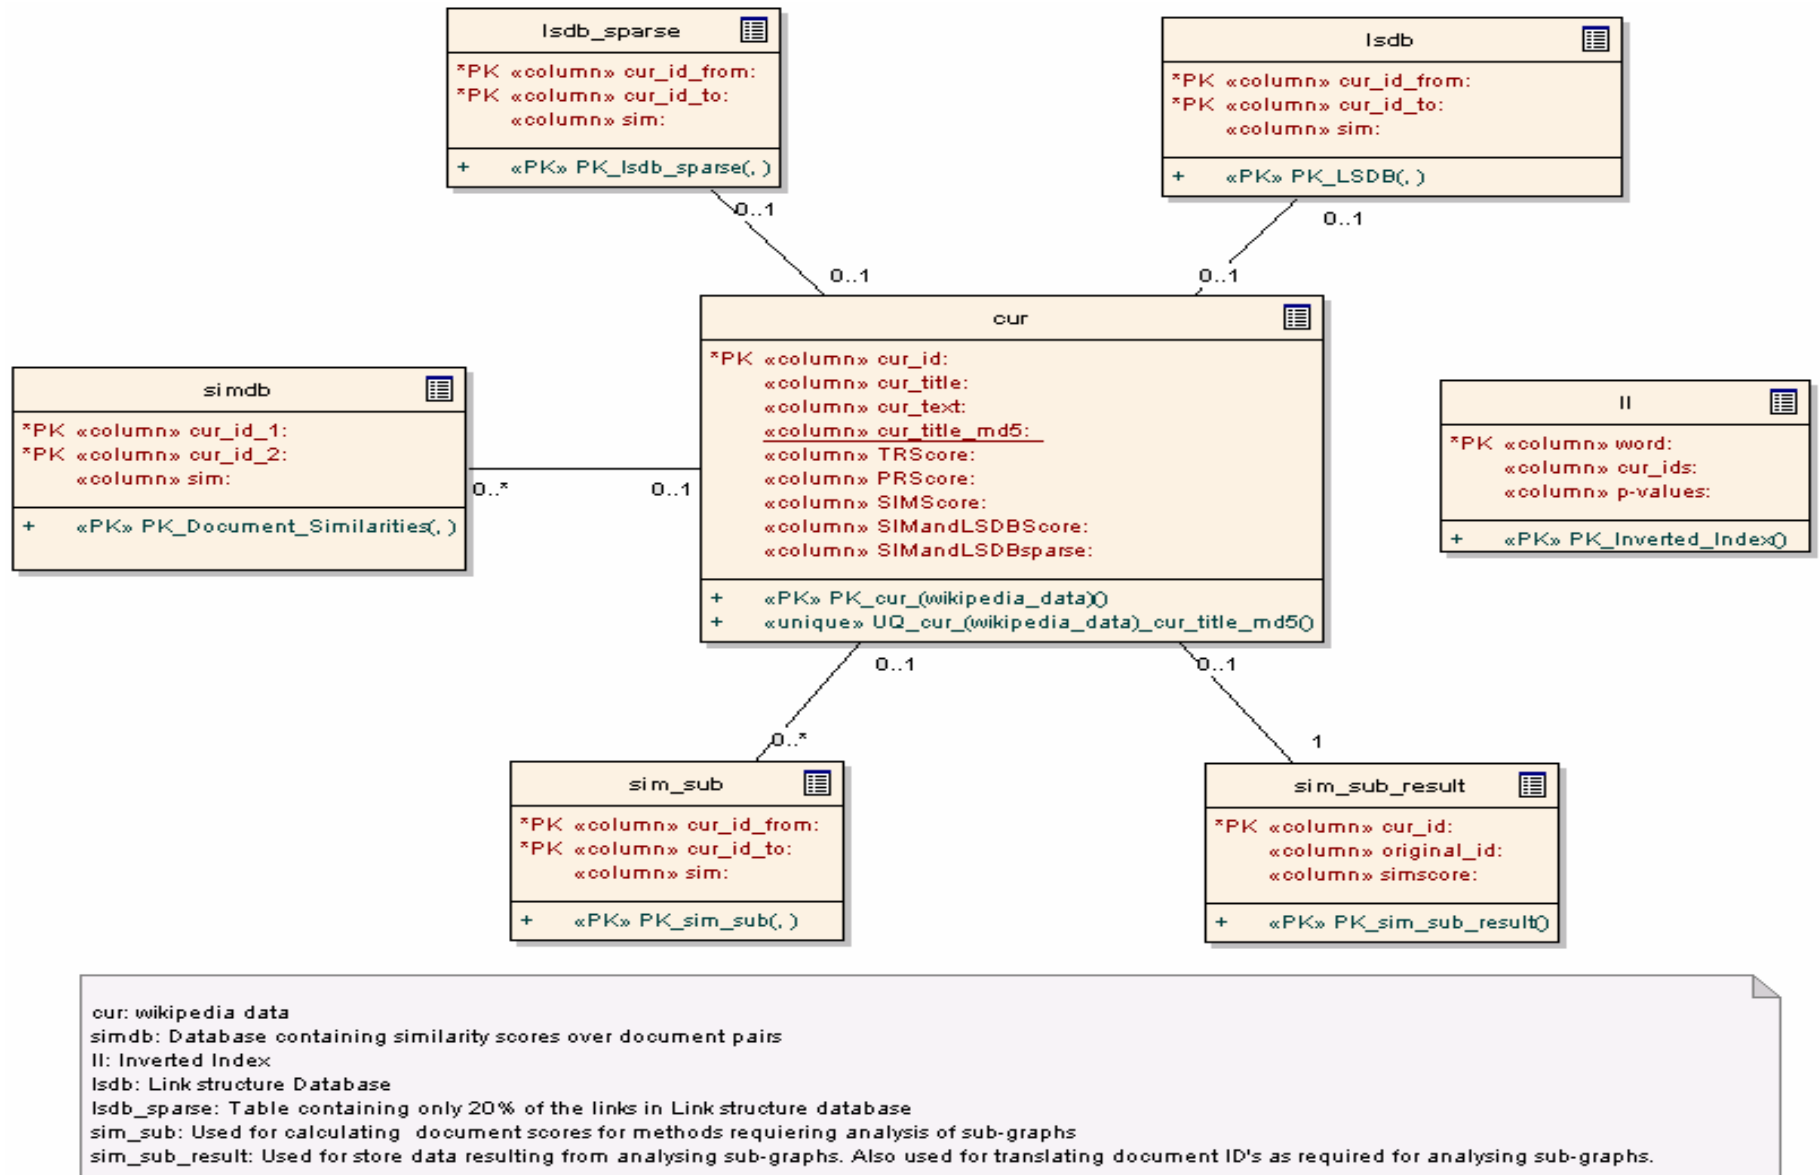 lsdb_sparse
*PK «column» cur_id_from:
*PK «column» cur_id_to:
«column» sim:
+ «PK» PK_lsdb_sparse(, )
lsdb
*PK «column» cur_id_from:
*PK «column» cur_id_to:
«column» sim:
+ «PK» PK_LSDB(, )
0..1
0..1
0..1
0..1
cur
*PK «column» cur_id:
«column» cur_title:
«column» cur_text:
«column» cur_title_md5:
«column» TRScore:
«column» PRScore:
«column» SIMScore:
«column» SIMandLSDBScore:
«column» SIMandLSDBsparse:
+ «PK» PK_cur_(wikipedia_data)()
+ «unique» UQ_cur_(wikipedia_data)_cur_title_md5()
simdb
*PK «column» cur_id_1:
*PK «column» cur_id_2:
«column» sim:
+ «PK» PK_Document_Similarities(, )
0..*
0..1
II
*PK «column» word:
«column» cur_ids:
«column» p-values:
+ «PK» PK_Inverted_Index()
0..1
0..1
0..*
1
sim_sub
*PK «column» cur_id_from:
*PK «column» cur_id_to:
«column» sim:
+ «PK» PK_sim_sub(, )
sim_sub_result
*PK «column» cur_id:
«column» original_id:
«column» simscore:
+ «PK» PK_sim_sub_result()
cur: wikipedia data
simdb: Database containing similarity scores over document pairs
II: Inverted Index
lsdb: Link structure Database
lsdb_sparse: Table containing only 20% of the links in Link structure database
sim_sub: Used for calculating document scores for methods requiering analysis of sub-graphs
sim_sub_result: Used for store data resulting from analysing sub-graphs. Also used for translating document ID's as required for analysing sub-graphs.